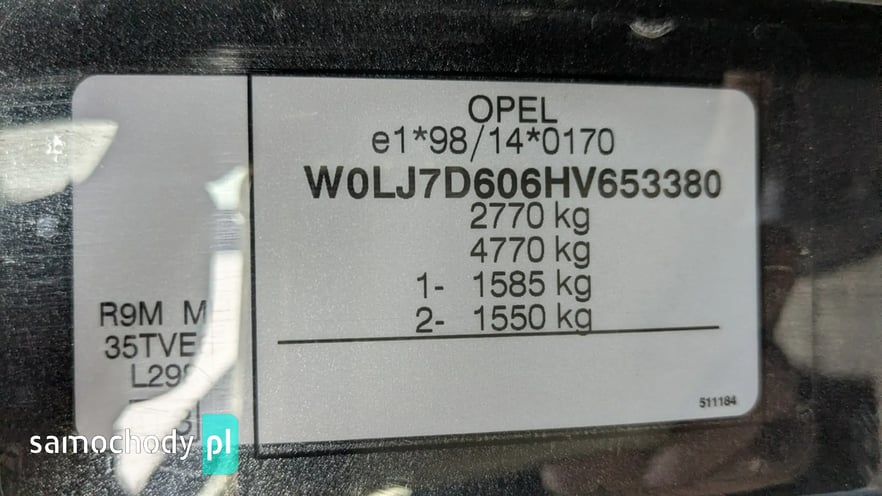 OPEL
e1*98/14*0170
W0LJ7D606HV653380
2770 kg
4770 kg
1- 1585 kg
2- 1550 kg
R9M
511184
samochody pl